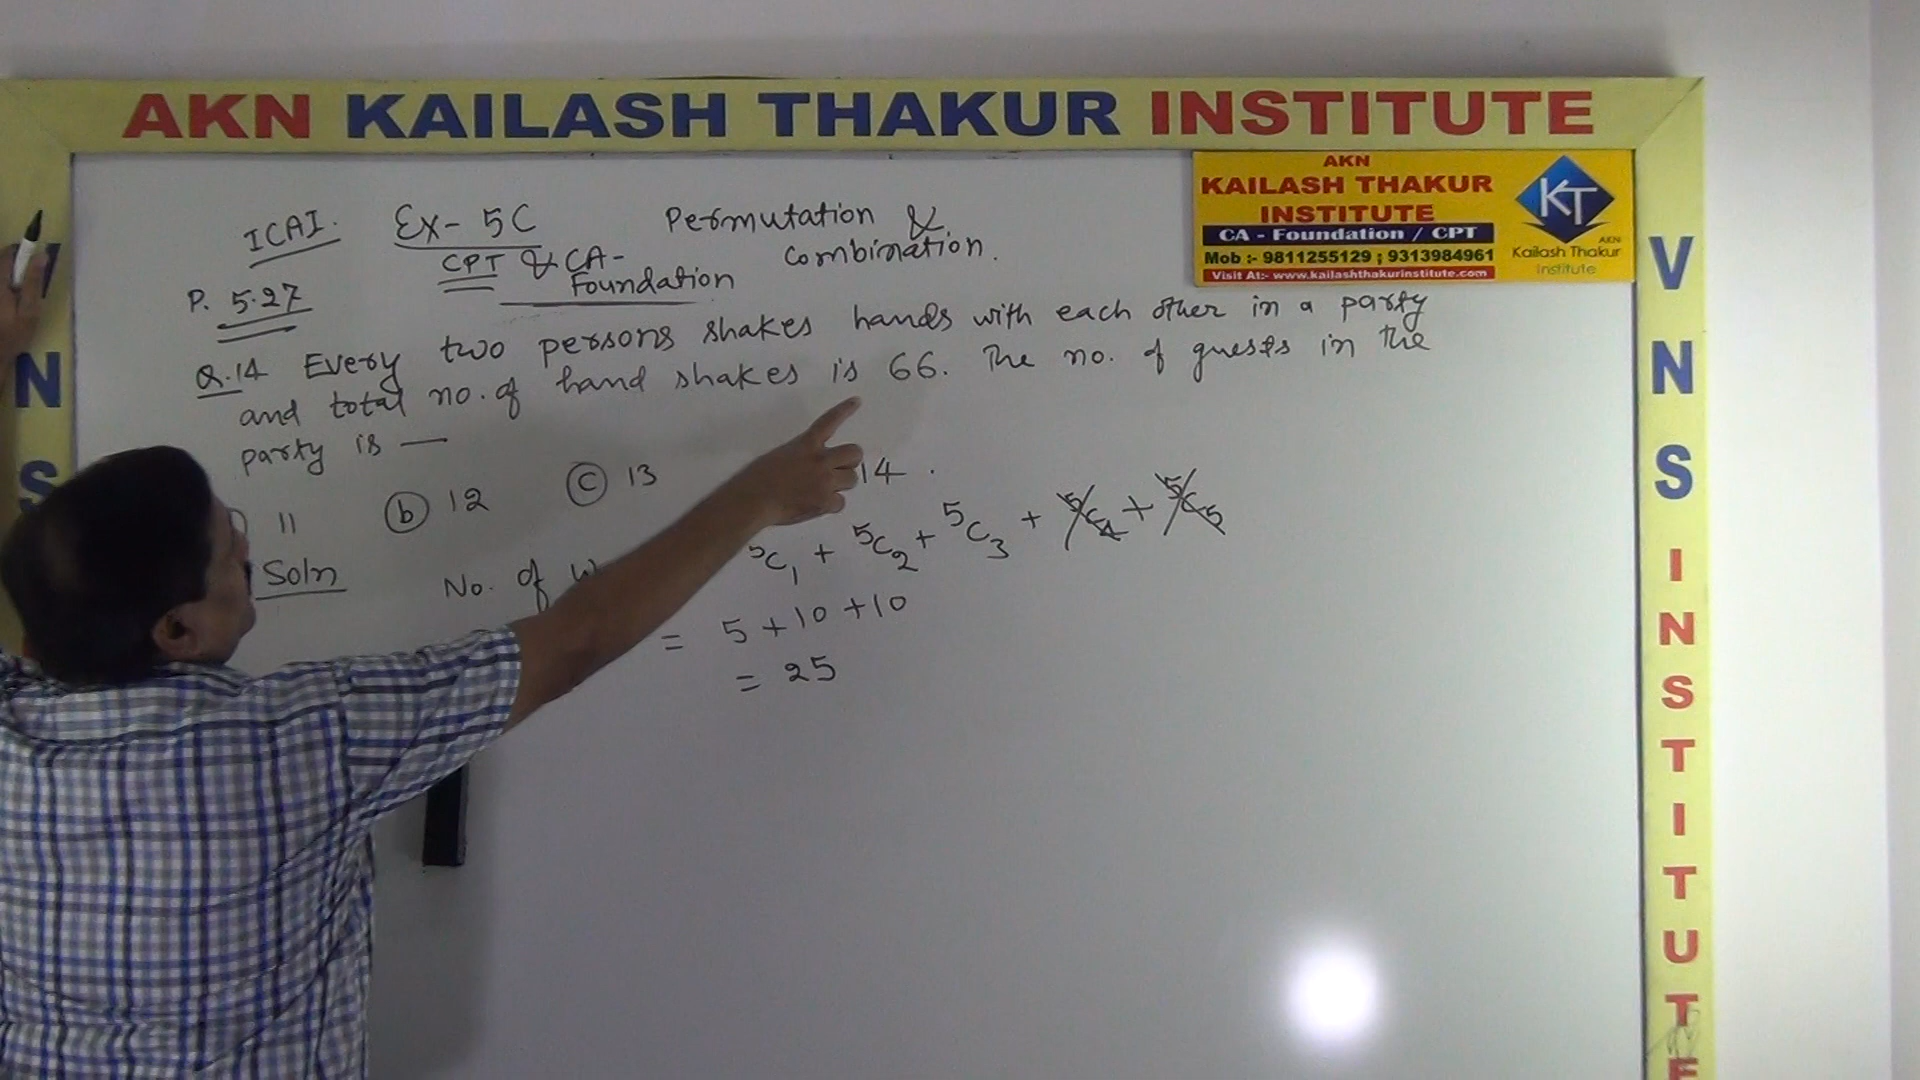 AKN KAILASH THAKUR INSTITUTE
AKN
KAILASH THAKUR
INSTITUTE
CA - Foundation / CPT
Mob :- 9811255129 ; 9313984961
Visit At:- www.kailashthakurinstitute.com
KT
AKN
Kailash Thakur
Institute
ICAI. Ex- 5C Permutation &
CPT & CA- Combination.
Foundation
P. 5.27
Q.14 Every two persons shakes hands with each other in a party
and total no. of hand shakes is 66. The no. of guests in the
party is —
11 (b) 12 (c) 13 14.
Soln No. of
5C1 + 5C2 + 5C3 + 5C4 + 5C5
= 5 + 10 + 10
= 25
N
S
V
N
S
I
N
S
T
I
T
U
T
E